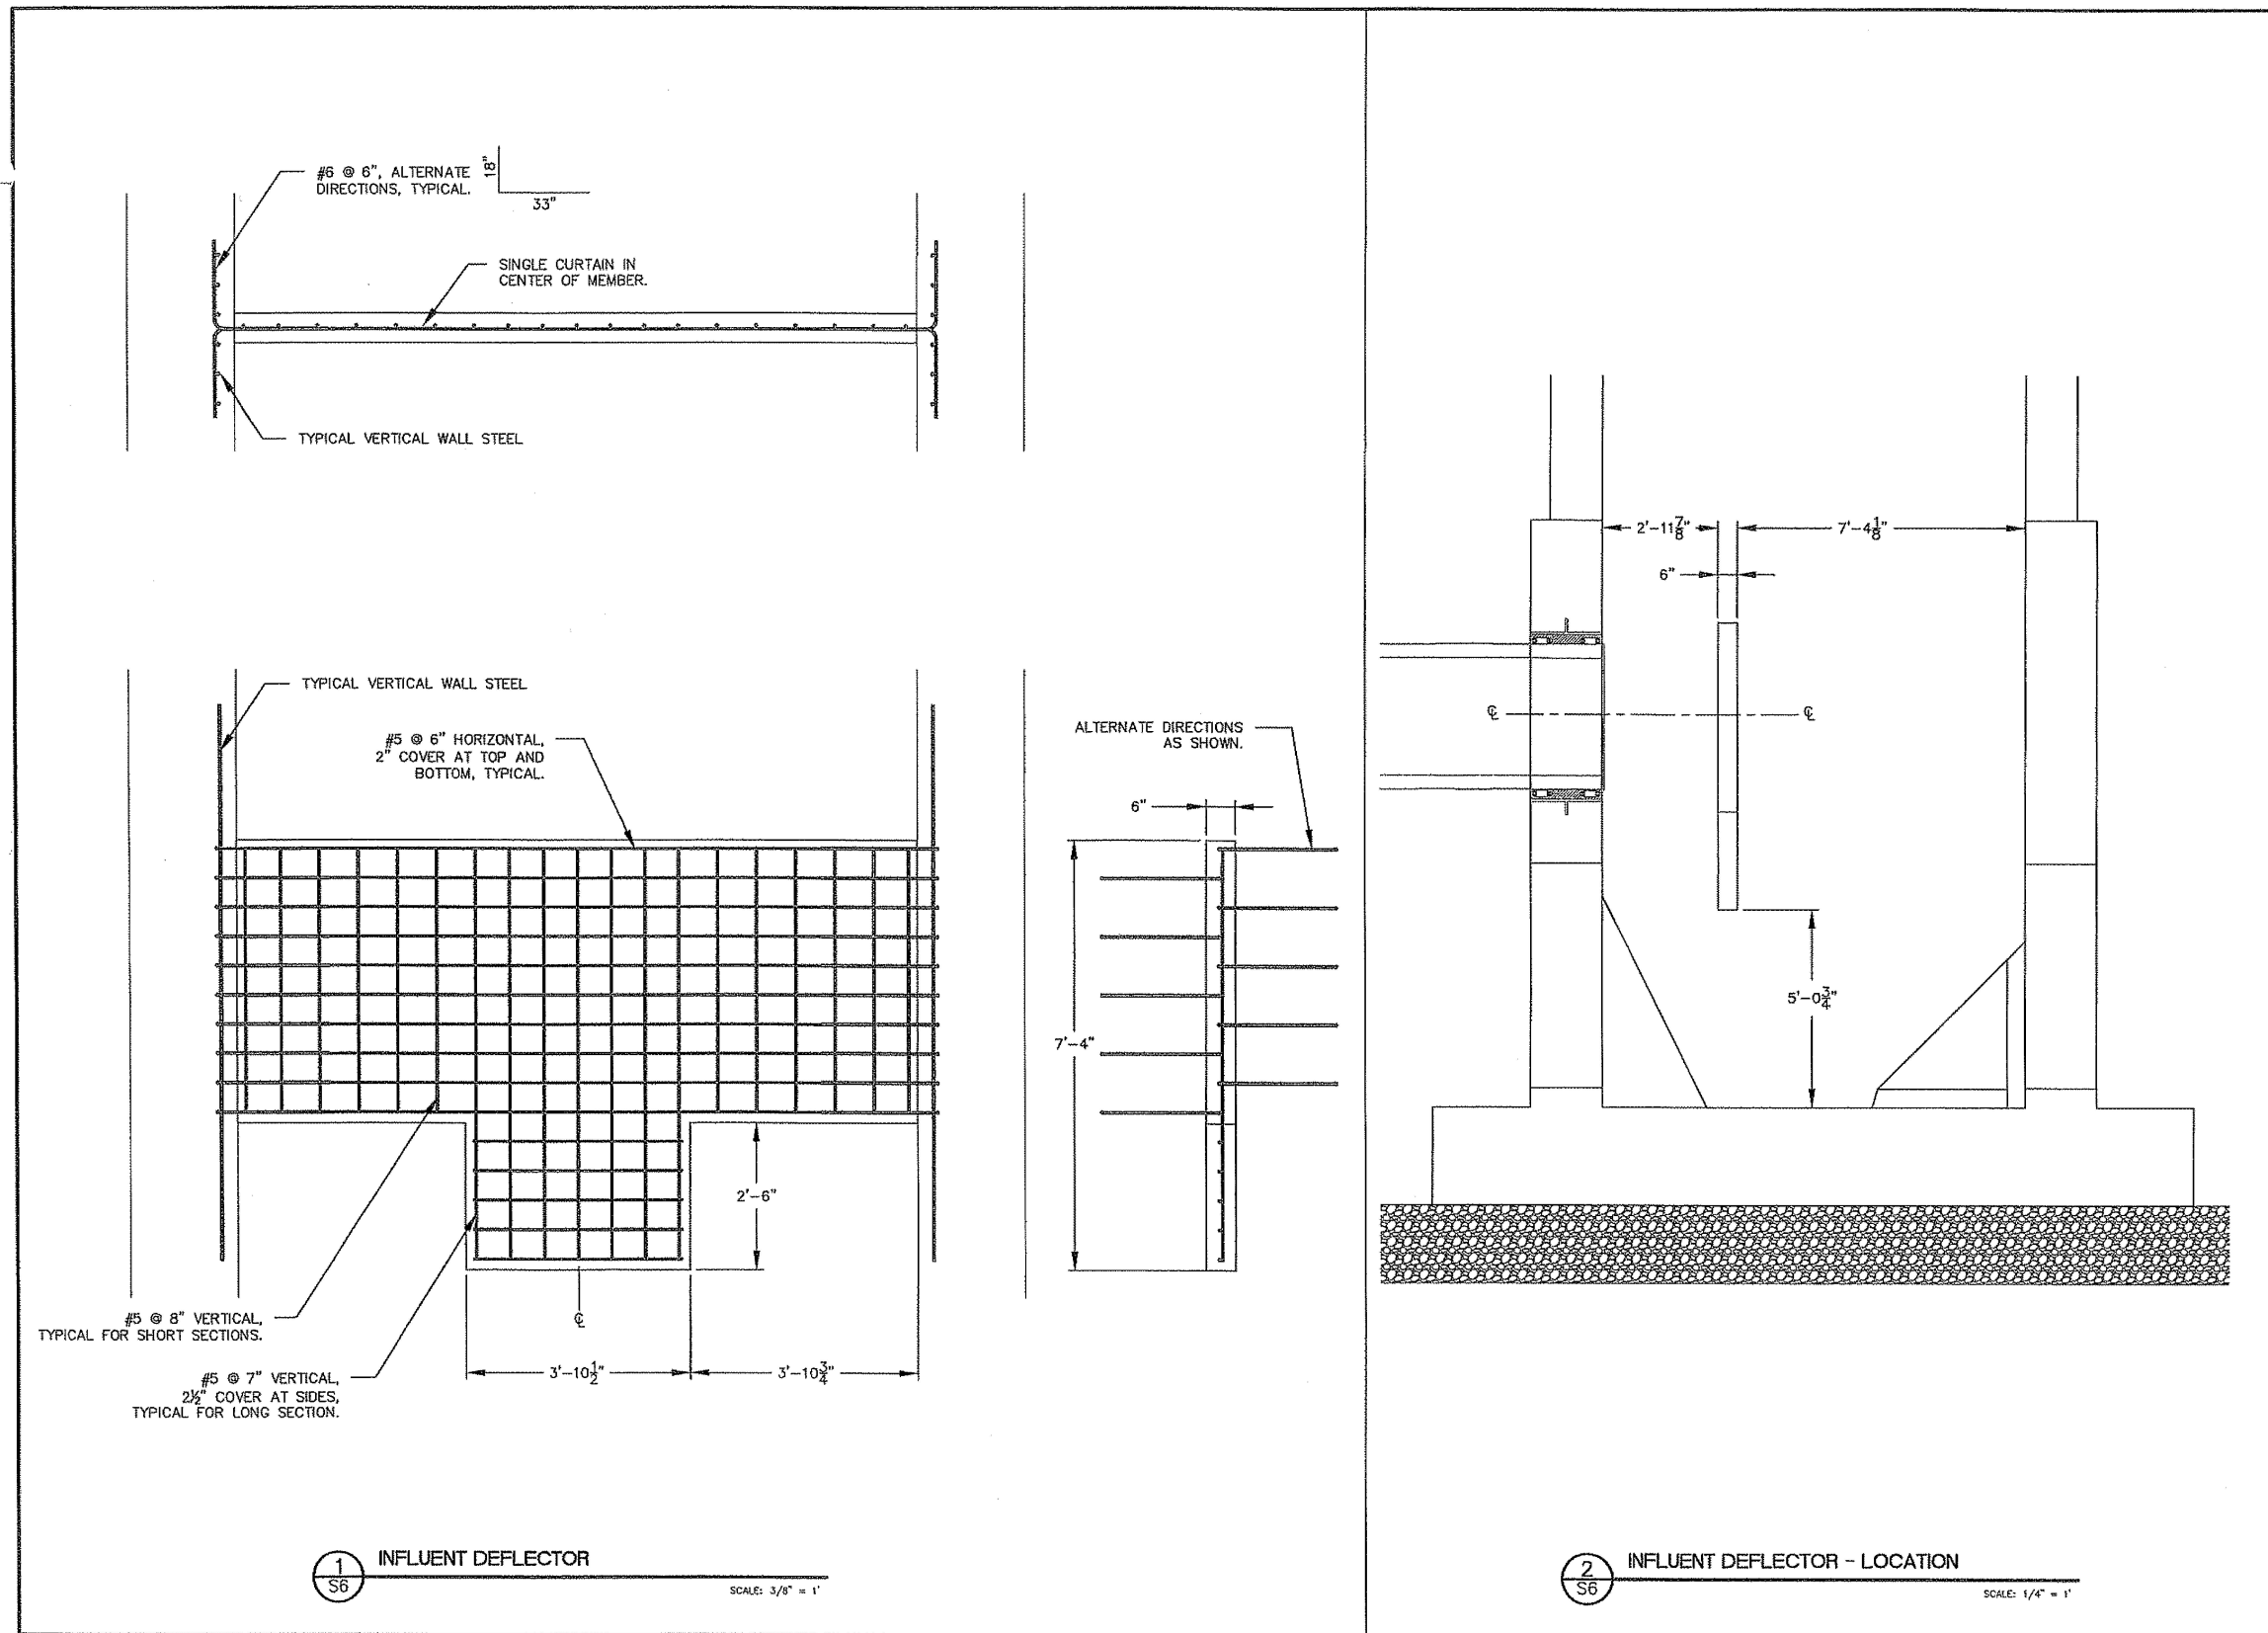 #6 @ 6", ALTERNATE
DIRECTIONS, TYPICAL.
18"
33"
SINGLE CURTAIN IN
CENTER OF MEMBER.
TYPICAL VERTICAL WALL STEEL
TYPICAL VERTICAL WALL STEEL
#5 @ 6" HORIZONTAL,
2" COVER AT TOP AND
BOTTOM, TYPICAL.
2'-6"
℄
#5 @ 8" VERTICAL,
TYPICAL FOR SHORT SECTIONS.
3'-10½"
3'-10¾"
#5 @ 7" VERTICAL,
2½" COVER AT SIDES,
TYPICAL FOR LONG SECTION.
ALTERNATE DIRECTIONS
AS SHOWN.
6"
7'-4"
1
S6
INFLUENT DEFLECTOR
SCALE: 3/8" = 1'
2'-11⅞"
7'-4⅛"
6"
℄
℄
5'-0¾"
2
S6
INFLUENT DEFLECTOR - LOCATION
SCALE: 1/4" = 1'